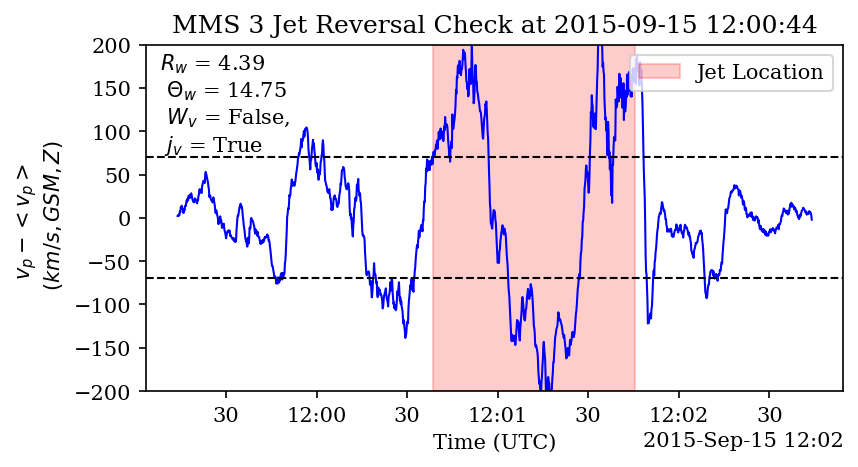 MMS 3 Jet Reversal Check at 2015-09-15 12:00:44
R_w = 4.39
Θ_w = 14.75
W_v = False,
j_v = True
Jet Location
200
150
100
50
0
−50
−100
−150
−200
v_p − < v_p >
(km/s, GSM, Z)
30 12:00 30 12:01 30 12:02 30
Time (UTC)
2015-Sep-15 12:02